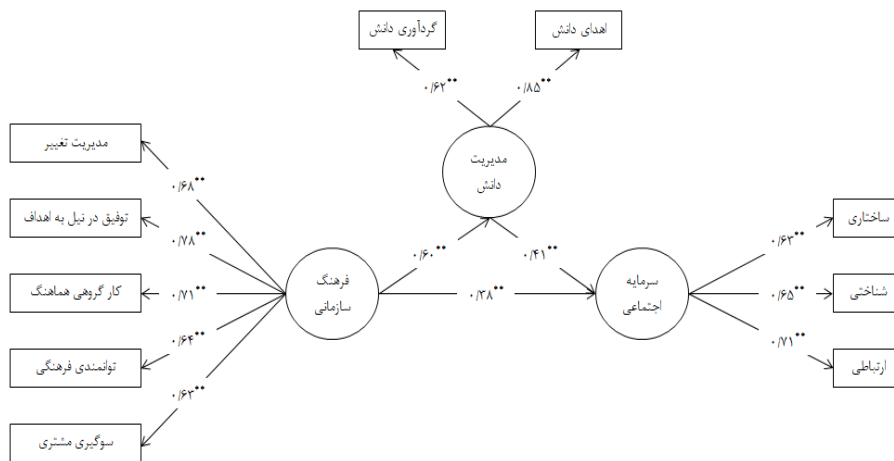 گردآوری دانش
اهدای دانش
۰/۶۲**
۰/۸۵**
مدیریت
دانش
مدیریت تغییر
توفیق در نیل به اهداف
کار گروهی هماهنگ
توانمندی فرهنگی
سوگیری مشتری
۰/۶۸**
۰/۷۸**
۰/۷۱**
۰/۶۴**
۰/۶۳**
فرهنگ
سازمانی
۰/۶۰**
۰/۴۱**
۰/۳۸**
سرمایه
اجتماعی
۰/۶۳**
۰/۶۵**
۰/۷۱**
ساختاری
شناختی
ارتباطی